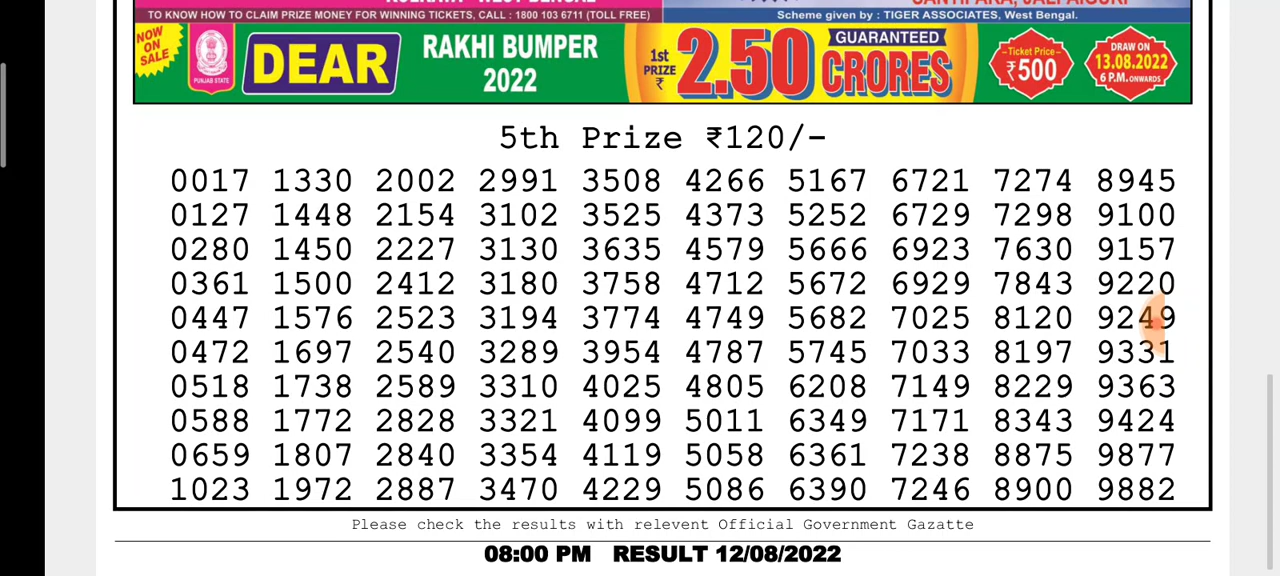 TO KNOW HOW TO CLAIM PRIZE MONEY FOR WINNING TICKETS, CALL : 1800 103 6711 (TOLL FREE)
Scheme given by : TIGER ASSOCIATES, West Bengal.
NOW ON SALE
PUNJAB STATE
DEAR
RAKHI BUMPER
2022
1st PRIZE ₹
2.50
GUARANTEED
CRORES
Ticket Price
₹500
DRAW ON
13.08.2022
6 P.M. ONWARDS
5th Prize ₹120/-
0017 1330 2002 2991 3508 4266 5167 6721 7274 8945
0127 1448 2154 3102 3525 4373 5252 6729 7298 9100
0280 1450 2227 3130 3635 4579 5666 6923 7630 9157
0361 1500 2412 3180 3758 4712 5672 6929 7843 9220
0447 1576 2523 3194 3774 4749 5682 7025 8120 9249
0472 1697 2540 3289 3954 4787 5745 7033 8197 9331
0518 1738 2589 3310 4025 4805 6208 7149 8229 9363
0588 1772 2828 3321 4099 5011 6349 7171 8343 9424
0659 1807 2840 3354 4119 5058 6361 7238 8875 9877
1023 1972 2887 3470 4229 5086 6390 7246 8900 9882
Please check the results with relevent Official Government Gazatte
08:00 PM RESULT 12/08/2022